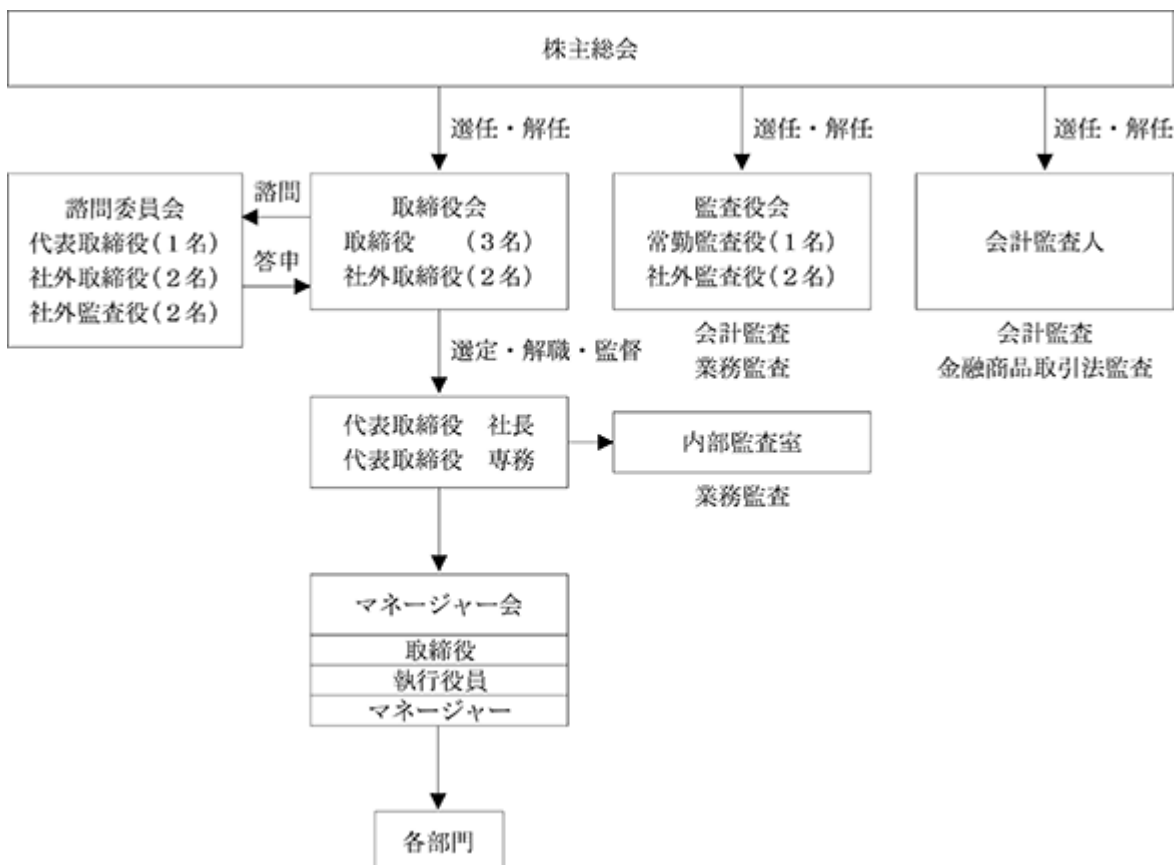 株主総会
選任・解任
選任・解任
選任・解任
諮問委員会
代表取締役(1名)
社外取締役(2名)
社外監査役(2名)
諮問
答申
取締役会
取締役 (3名)
社外取締役(2名)
監査役会
常勤監査役(1名)
社外監査役(2名)
会計監査
業務監査
会計監査人
会計監査
金融商品取引法監査
選定・解職・監督
代表取締役 社長
代表取締役 専務
内部監査室
業務監査
マネージャー会
取締役
執行役員
マネージャー
各部門